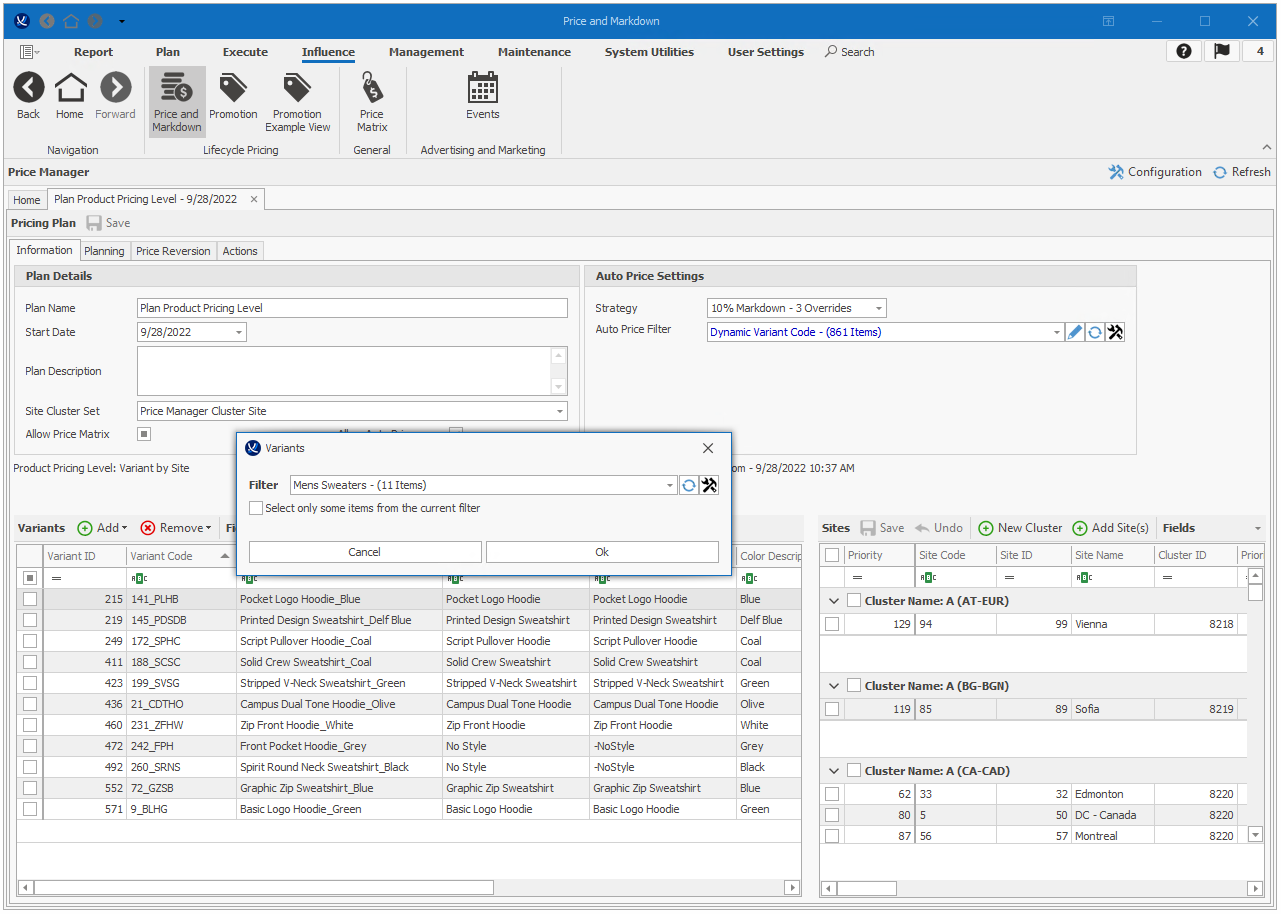 Price and Markdown
Report Plan Execute Influence Management Maintenance System Utilities User Settings Search ? 4
Back Home Forward Price and Markdown Promotion Promotion Example View Price Matrix Events
Navigation Lifecycle Pricing General Advertising and Marketing
Price Manager Configuration Refresh
Home Plan Product Pricing Level - 9/28/2022
Pricing Plan Save
Information Planning Price Reversion Actions
Plan Details Auto Price Settings
Plan Name Plan Product Pricing Level Strategy 10% Markdown - 3 Overrides
Start Date 9/28/2022 Auto Price Filter Dynamic Variant Code - (861 Items)
Plan Description
Site Cluster Set Price Manager Cluster Site
Allow Price Matrix
Product Pricing Level: Variant by Site om - 9/28/2022 10:37 AM
Variants
Filter Mens Sweaters - (11 Items)
Select only some items from the current filter
Cancel Ok
Variants Add Remove Sites Save Undo New Cluster Add Site(s) Fields
Variant ID Variant Code Color Descrip Priority Site Code Site ID Site Name Cluster ID Prior
= ABC ABC ABC ABC ABC = ABC = ABC =
215 141_PLHB Pocket Logo Hoodie_Blue Pocket Logo Hoodie Pocket Logo Hoodie Blue
219 145_PDSDB Printed Design Sweatshirt_Delf Blue Printed Design Sweatshirt Printed Design Sweatshirt Delf Blue
249 172_SPHC Script Pullover Hoodie_Coal Script Pullover Hoodie Script Pullover Hoodie Coal
411 188_SCSC Solid Crew Sweatshirt_Coal Solid Crew Sweatshirt Solid Crew Sweatshirt Coal
423 199_SVSG Stripped V-Neck Sweatshirt_Green Stripped V-Neck Sweatshirt Stripped V-Neck Sweatshirt Green
436 21_CDTHO Campus Dual Tone Hoodie_Olive Campus Dual Tone Hoodie Campus Dual Tone Hoodie Olive
460 231_ZFHW Zip Front Hoodie_White Zip Front Hoodie Zip Front Hoodie White
472 242_FPH Front Pocket Hoodie_Grey No Style -NoStyle Grey
492 260_SRNS Spirit Round Neck Sweatshirt_Black No Style -NoStyle Black
552 72_GZSB Graphic Zip Sweatshirt_Blue Graphic Zip Sweatshirt Graphic Zip Sweatshirt Blue
571 9_BLHG Basic Logo Hoodie_Green Basic Logo Hoodie Basic Logo Hoodie Green
Cluster Name: A (AT-EUR)
129 94 99 Vienna 8218
Cluster Name: A (BG-BGN)
119 85 89 Sofia 8219
Cluster Name: A (CA-CAD)
62 33 32 Edmonton 8220
80 5 50 DC - Canada 8220
87 56 57 Montreal 8220